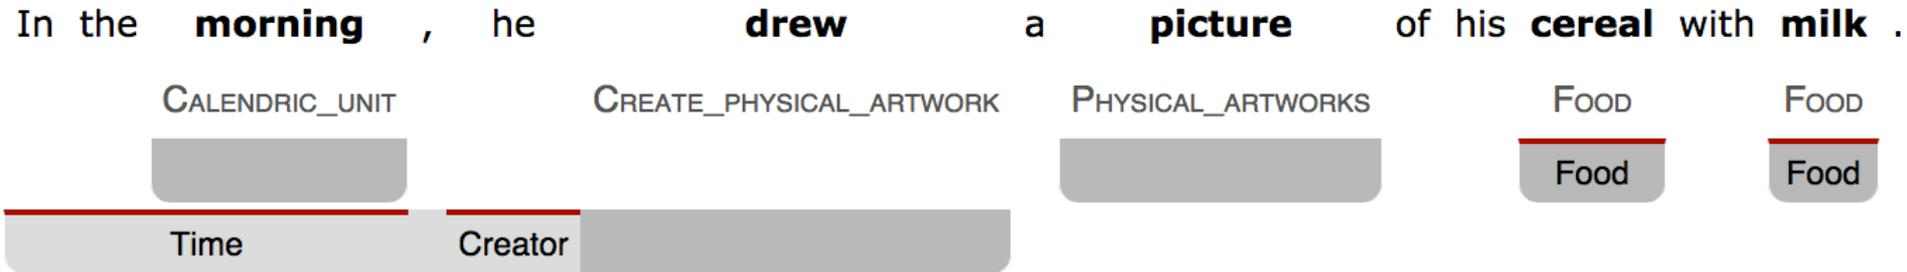 In the morning , he drew a picture of his cereal with milk .
CALENDRIC_UNIT CREATE_PHYSICAL_ARTWORK PHYSICAL_ARTWORKS FOOD FOOD
Food Food
Time Creator